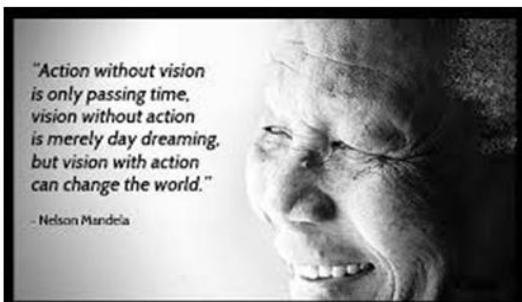 “Action without vision
is only passing time,
vision without action
is merely day dreaming,
but vision with action
can change the world.”
- Nelson Mandela